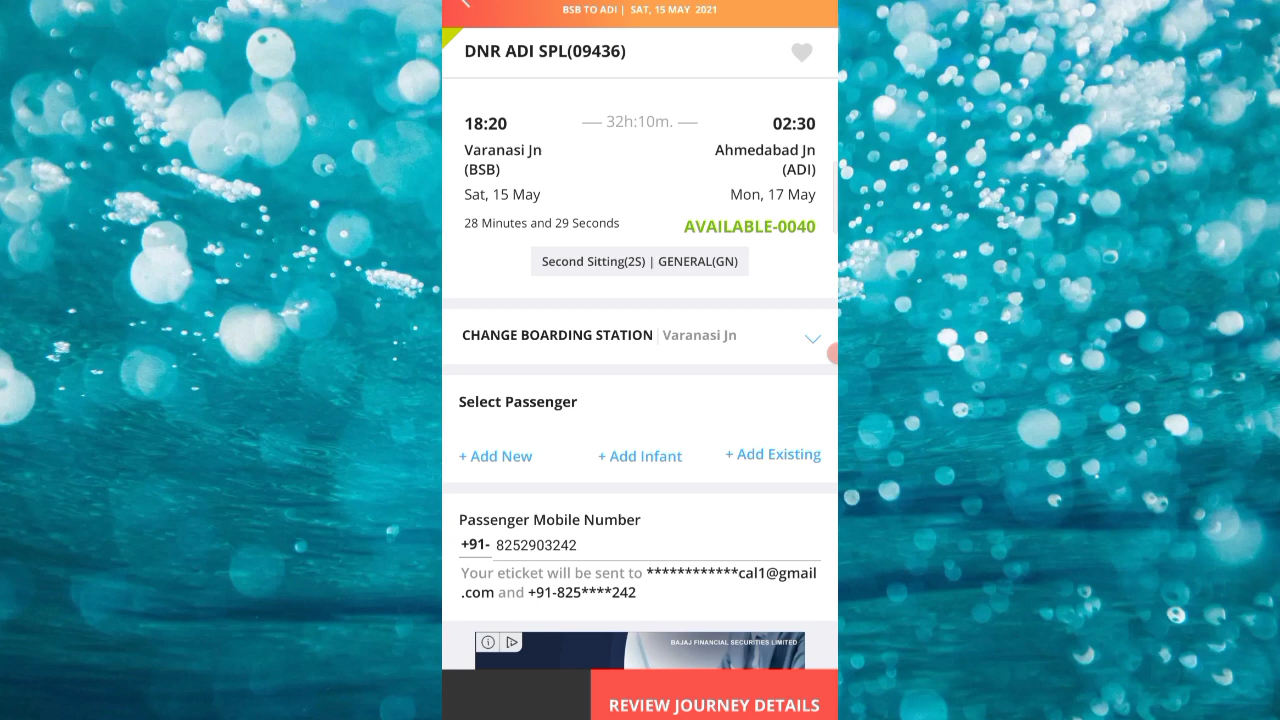 BSB TO ADI | SAT, 15 MAY 2021
DNR ADI SPL(09436)
18:20 32h:10m. 02:30
Varanasi Jn Ahmedabad Jn
(BSB) (ADI)
Sat, 15 May Mon, 17 May
28 Minutes and 29 Seconds AVAILABLE-0040
Second Sitting(2S) | GENERAL(GN)
CHANGE BOARDING STATION | Varanasi Jn
Select Passenger
+ Add New + Add Infant + Add Existing
Passenger Mobile Number
+91- 8252903242
Your eticket will be sent to ************cal1@gmail
.com and +91-825****242
BAJAJ FINANCIAL SECURITIES LIMITED
REVIEW JOURNEY DETAILS